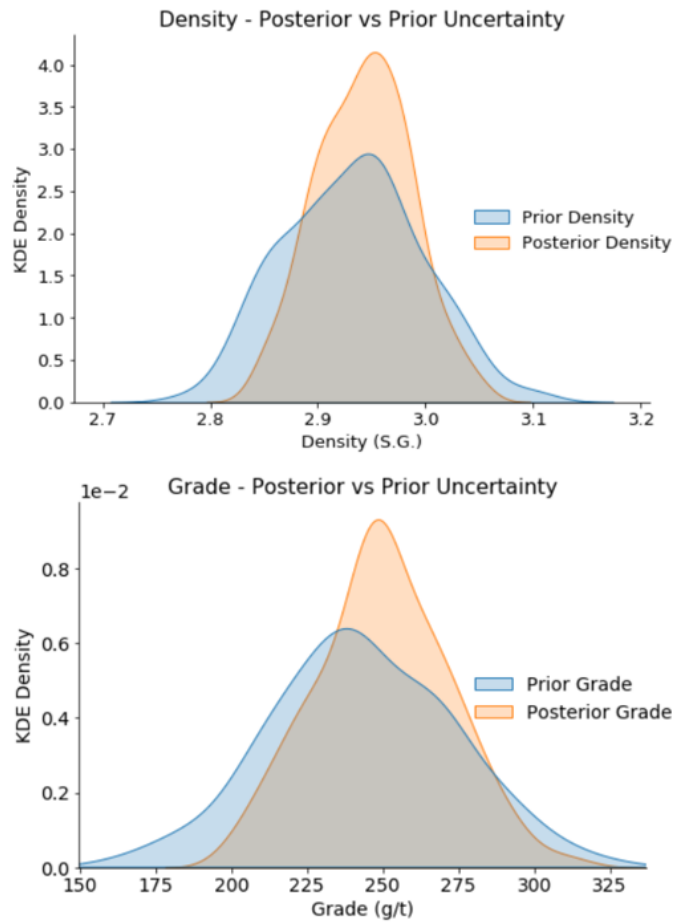 Density - Posterior vs Prior Uncertainty
4.0
3.5
3.0
2.5
2.0
1.5
1.0
0.5
0.0
KDE Density
Prior Density
Posterior Density
2.7 2.8 2.9 3.0 3.1 3.2
Density (S.G.)
1e−2
Grade - Posterior vs Prior Uncertainty
0.8
0.6
0.4
0.2
0.0
KDE Density
Prior Grade
Posterior Grade
150 175 200 225 250 275 300 325
Grade (g/t)